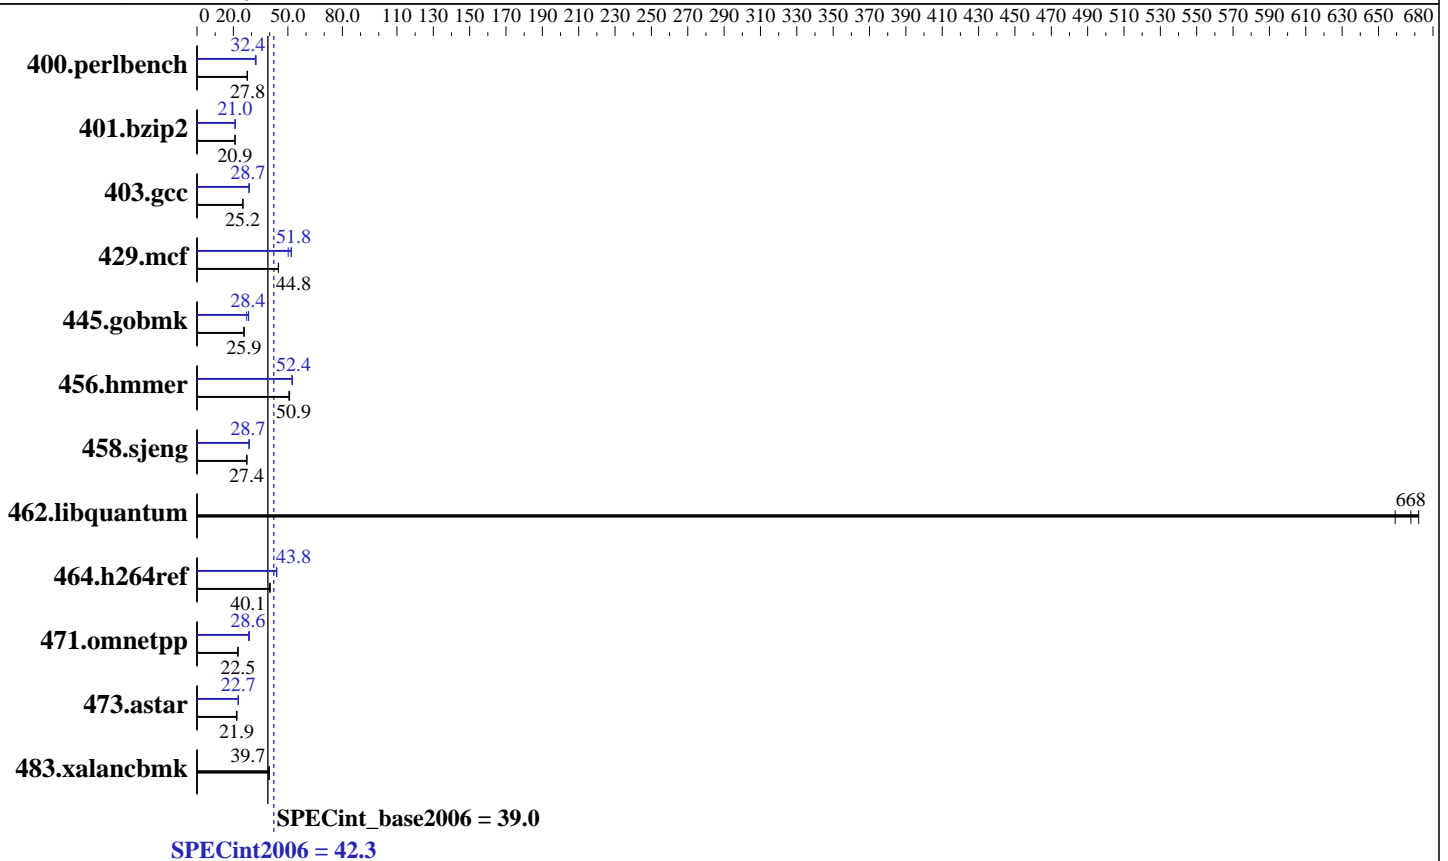 0 20.0 50.0 80.0 110 130 150 170 190 210 230 250 270 290 310 330 350 370 390 410 430 450 470 490 510 530 550 570 590 610 630 650 680
32.4
400.perlbench
27.8
21.0
401.bzip2
20.9
28.7
403.gcc
25.2
51.8
429.mcf
44.8
28.4
445.gobmk
25.9
52.4
456.hmmer
50.9
28.7
458.sjeng
27.4
668
462.libquantum
43.8
464.h264ref
40.1
28.6
471.omnetpp
22.5
22.7
473.astar
21.9
39.7
483.xalancbmk
SPECint_base2006 = 39.0
SPECint2006 = 42.3